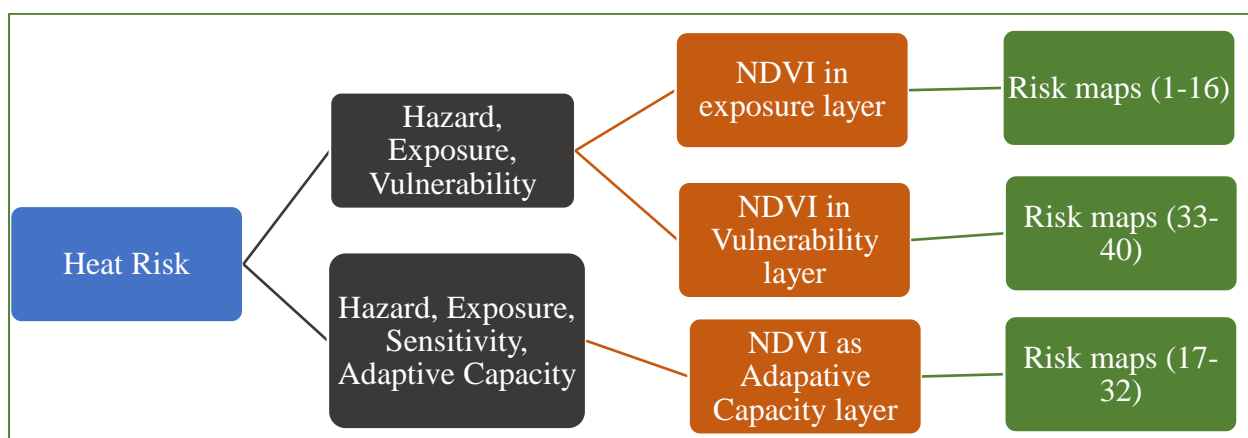 Heat Risk
Hazard,
Exposure,
Vulnerability
Hazard, Exposure,
Sensitivity,
Adaptive Capacity
NDVI in
exposure layer
NDVI in
Vulnerability
layer
NDVI as
Adapative
Capacity layer
Risk maps (1-16)
Risk maps (33-
40)
Risk maps (17-
32)